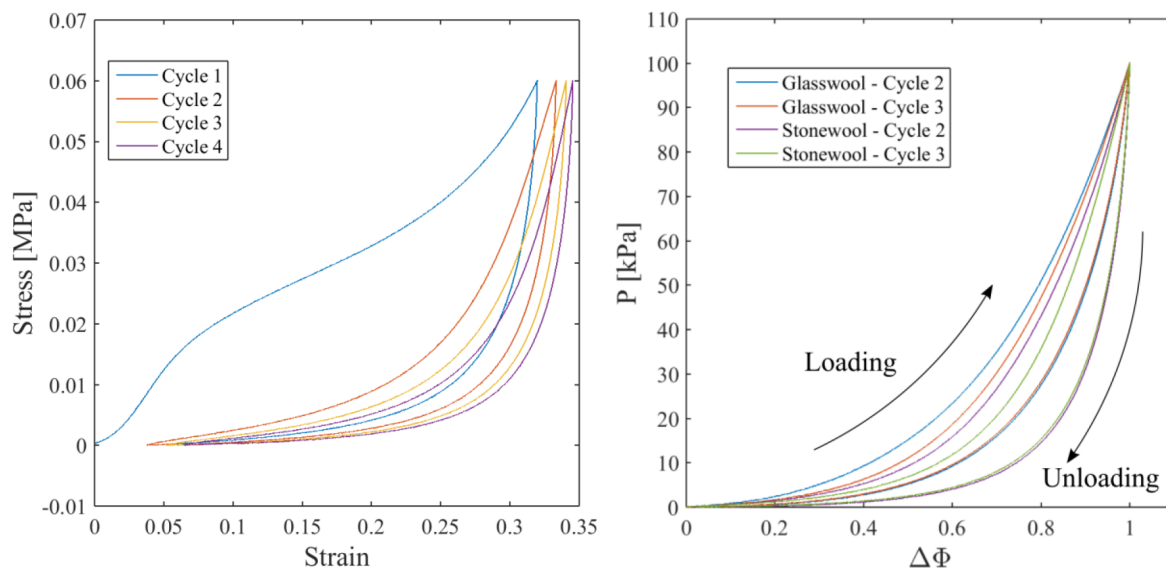 0.07
0.06
0.05
0.04
0.03
0.02
0.01
0
-0.01
Stress [MPa]
Cycle 1
Cycle 2
Cycle 3
Cycle 4
0 0.05 0.1 0.15 0.2 0.25 0.3 0.35
Strain
110
100
90
80
70
60
50
40
30
20
10
0
P [kPa]
Glasswool - Cycle 2
Glasswool - Cycle 3
Stonewool - Cycle 2
Stonewool - Cycle 3
Loading
Unloading
0 0.2 0.4 0.6 0.8 1
ΔΦ